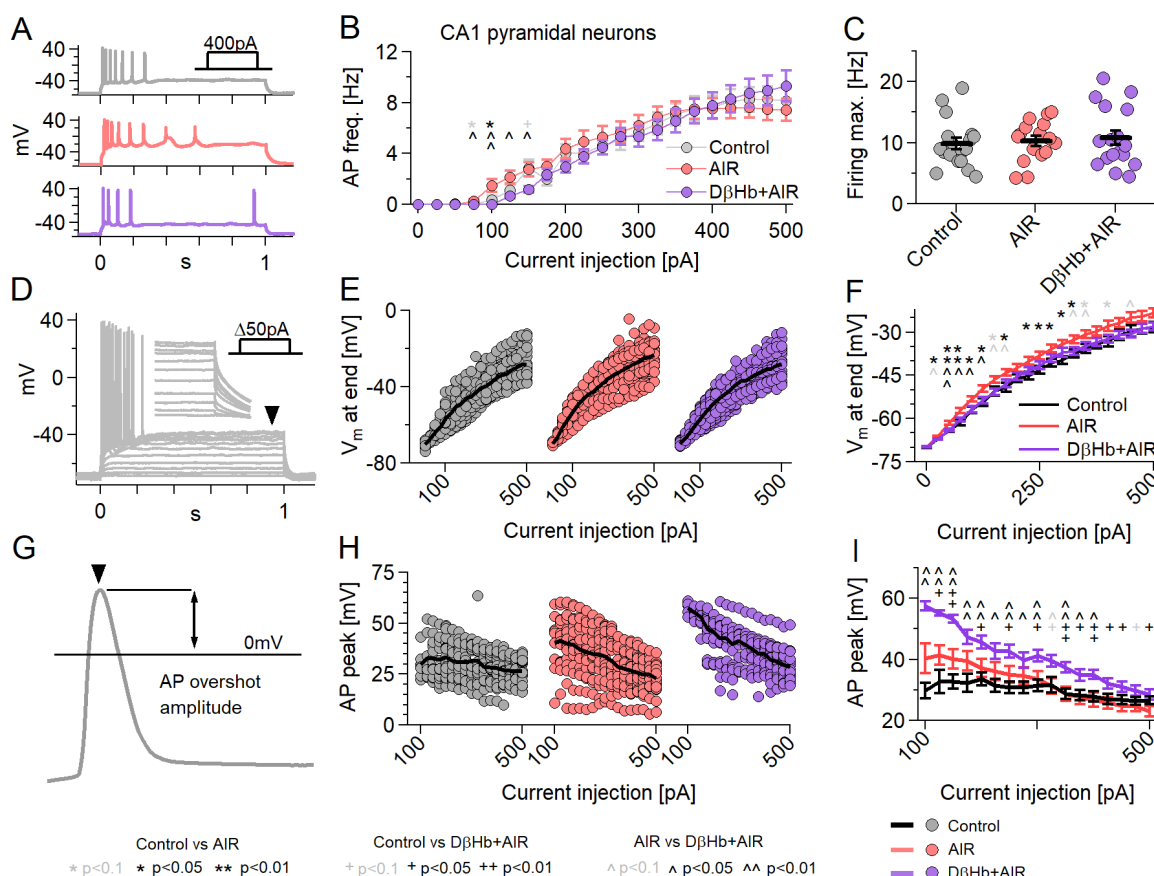 A
400pA
40
-40
40
-40
40
-40
mV
0 s 1
B
CA1 pyramidal neurons
AP freq. [Hz]
12
8
4
0
* * +
^ ^ ^ ^
^
Control
AIR
DβHb+AIR
0 100 200 300 400 500
Current injection [pA]
C
Firing max. [Hz]
20
10
0
Control
AIR
DβHb+AIR
D
Δ50pA
40
0
-40
mV
0 s 1
E
Vm at end [mV]
0
-40
-80
100 500 100 500 100 500
Current injection [pA]
F
Vm at end [mV]
-30
-45
-60
-75
Control
AIR
DβHb+AIR
0 250 500
Current injection [pA]
G
0mV
AP overshot
amplitude
H
AP peak [mV]
75
50
25
0
100 500 100 500 100 500
Current injection [pA]
I
AP peak [mV]
60
40
20
100 500
Current injection [pA]
Control vs AIR
* p<0.1 * p<0.05 ** p<0.01
Control vs DβHb+AIR
+ p<0.1 + p<0.05 ++ p<0.01
AIR vs DβHb+AIR
^ p<0.1 ^ p<0.05 ^^ p<0.01
Control
AIR
DβHb+AIR